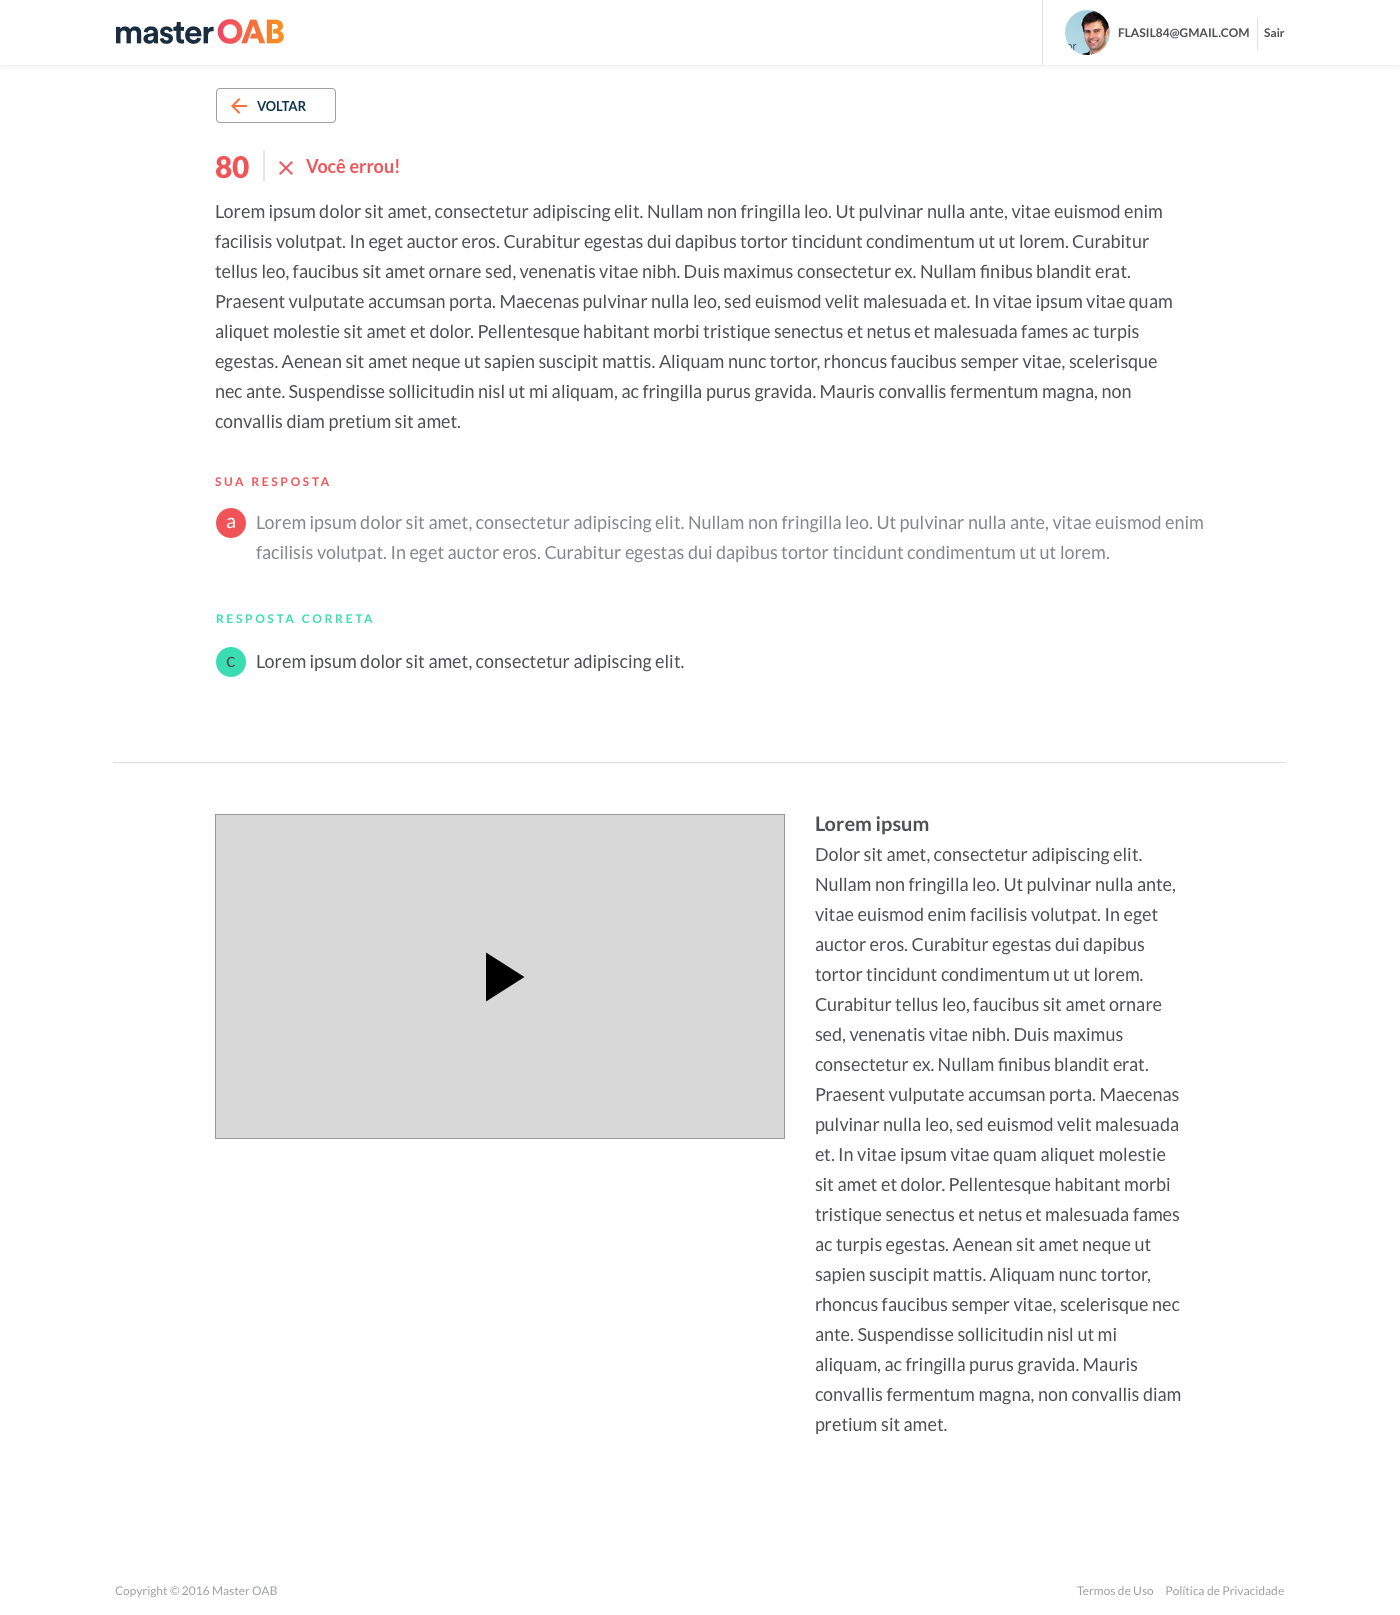 master OAB
FLASIL84@GMAIL.COM
Sair
VOLTAR
80
Você errou!
Lorem ipsum dolor sit amet, consectetur adipiscing elit. Nullam non fringilla leo. Ut pulvinar nulla ante, vitae euismod enim
facilisis volutpat. In eget auctor eros. Curabitur egestas dui dapibus tortor tincidunt condimentum ut ut lorem. Curabitur
tellus leo, faucibus sit amet ornare sed, venenatis vitae nibh. Duis maximus consectetur ex. Nullam finibus blandit erat.
Praesent vulputate accumsan porta. Maecenas pulvinar nulla leo, sed euismod velit malesuada et. In vitae ipsum vitae quam
aliquet molestie sit amet et dolor. Pellentesque habitant morbi tristique senectus et netus et malesuada fames ac turpis
egestas. Aenean sit amet neque ut sapien suscipit mattis. Aliquam nunc tortor, rhoncus faucibus semper vitae, scelerisque
nec ante. Suspendisse sollicitudin nisl ut mi aliquam, ac fringilla purus gravida. Mauris convallis fermentum magna, non
convallis diam pretium sit amet.
SUA RESPOSTA
a
Lorem ipsum dolor sit amet, consectetur adipiscing elit. Nullam non fringilla leo. Ut pulvinar nulla ante, vitae euismod enim
facilisis volutpat. In eget auctor eros. Curabitur egestas dui dapibus tortor tincidunt condimentum ut ut lorem.
RESPOSTA CORRETA
C
Lorem ipsum dolor sit amet, consectetur adipiscing elit.
Lorem ipsum
Dolor sit amet, consectetur adipiscing elit.
Nullam non fringilla leo. Ut pulvinar nulla ante,
vitae euismod enim facilisis volutpat. In eget
auctor eros. Curabitur egestas dui dapibus
tortor tincidunt condimentum ut ut lorem.
Curabitur tellus leo, faucibus sit amet ornare
sed, venenatis vitae nibh. Duis maximus
consectetur ex. Nullam finibus blandit erat.
Praesent vulputate accumsan porta. Maecenas
pulvinar nulla leo, sed euismod velit malesuada
et. In vitae ipsum vitae quam aliquet molestie
sit amet et dolor. Pellentesque habitant morbi
tristique senectus et netus et malesuada fames
ac turpis egestas. Aenean sit amet neque ut
sapien suscipit mattis. Aliquam nunc tortor,
rhoncus faucibus semper vitae, scelerisque nec
ante. Suspendisse sollicitudin nisl ut mi
aliquam, ac fringilla purus gravida. Mauris
convallis fermentum magna, non convallis diam
pretium sit amet.
Copyright © 2016 Master OAB
Termos de Uso
Política de Privacidade